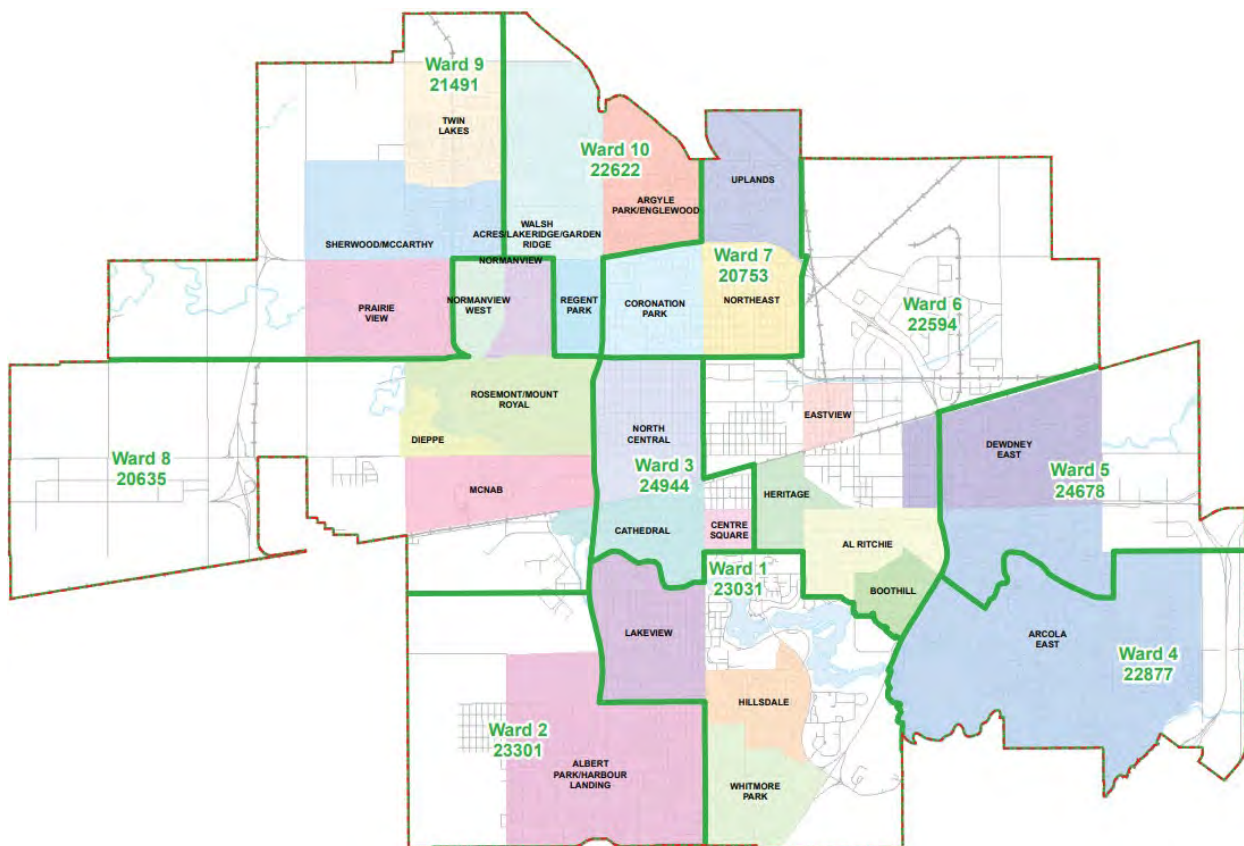 Ward 9
21491
TWIN
LAKES
Ward 10
22622
UPLANDS
ARGYLE
PARK/ENGLEWOOD
WALSH
ACRES/LAKERIDGE/GARDEN
RIDGE
SHERWOOD/MCCARTHY
NORMANVIEW
Ward 7
20753
PRAIRIE
VIEW
NORMANVIEW
WEST
REGENT
PARK
CORONATION
PARK
NORTHEAST
Ward 6
22594
ROSEMONT/MOUNT
ROYAL
DIEPPE
NORTH
CENTRAL
EASTVIEW
DEWDNEY
EAST
Ward 8
20635
MCNAB
Ward 3
24944
HERITAGE
Ward 5
24678
CATHEDRAL
CENTRE
SQUARE
AL RITCHIE
Ward 1
23031
BOOTHILL
LAKEVIEW
ARCOLA
EAST
Ward 4
22877
HILLSDALE
Ward 2
23301
ALBERT
PARK/HARBOUR
LANDING
WHITMORE
PARK